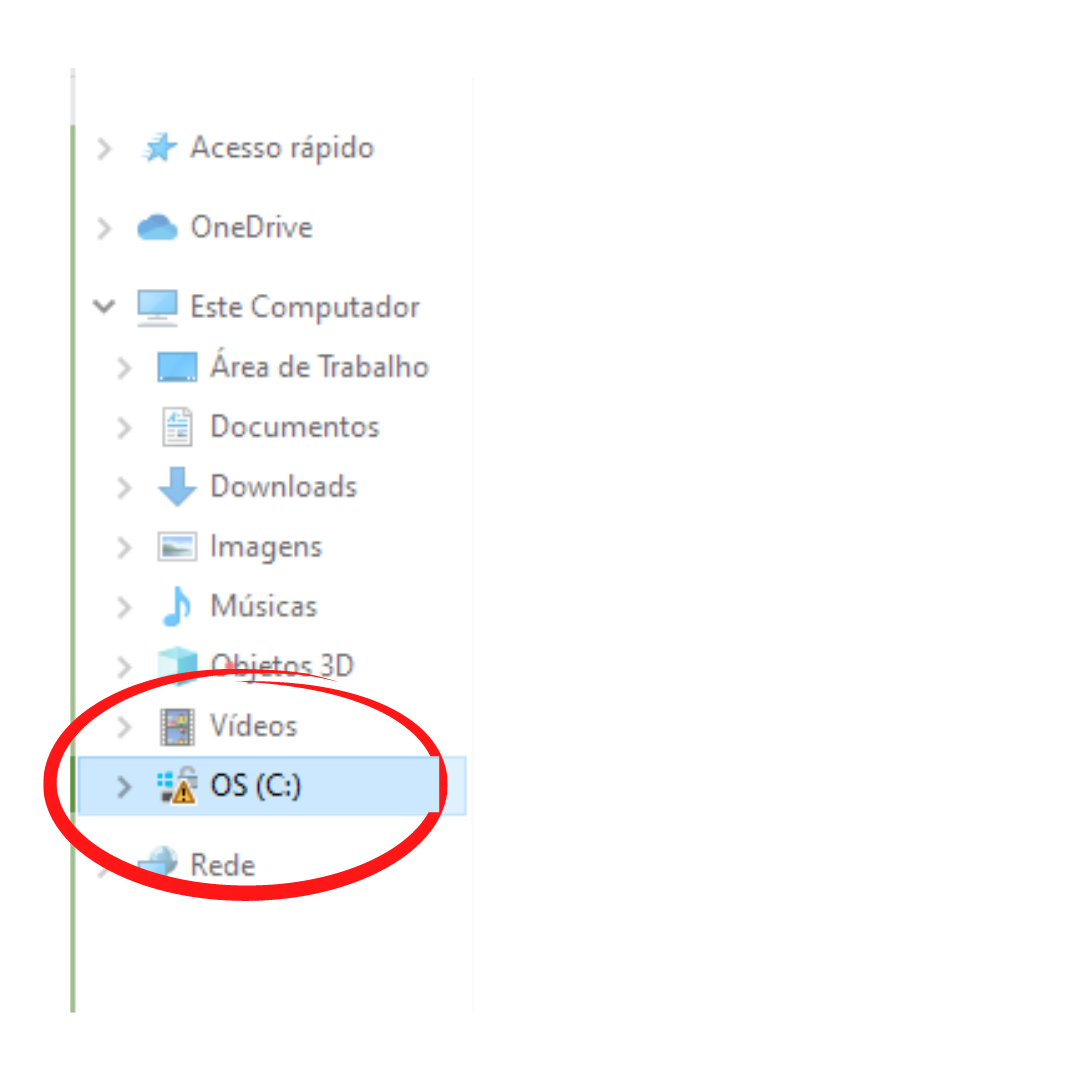 Acesso rápido
OneDrive
Este Computador
Área de Trabalho
Documentos
Downloads
Imagens
Músicas
Objetos 3D
Vídeos
OS (C:)
Rede